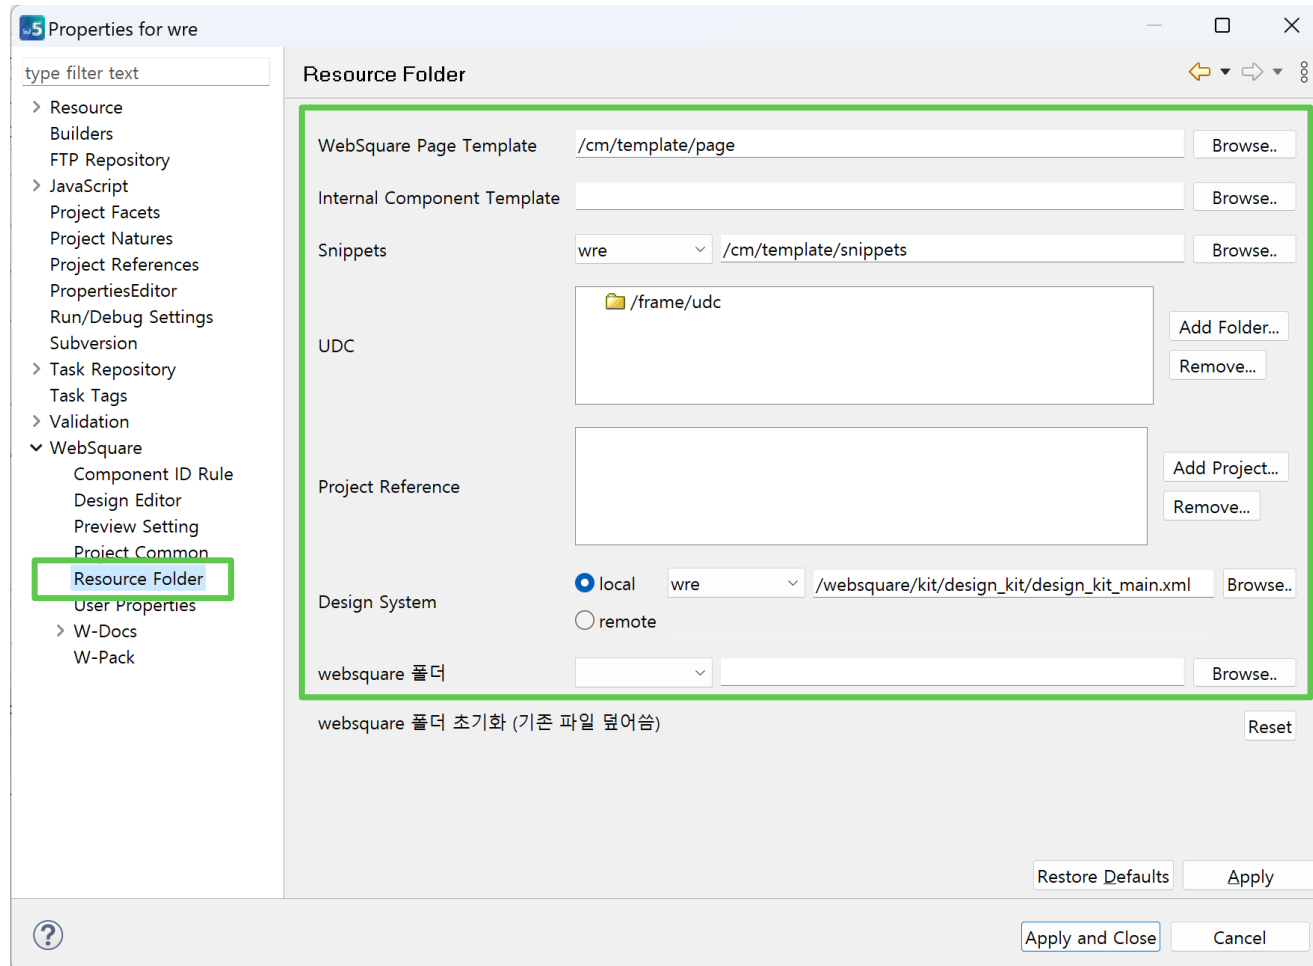 Properties for wre
type filter text
Resource
Builders
FTP Repository
JavaScript
Project Facets
Project Natures
Project References
PropertiesEditor
Run/Debug Settings
Subversion
Task Repository
Task Tags
Validation
WebSquare
Component ID Rule
Design Editor
Preview Setting
Project Common
Resource Folder
User Properties
W-Docs
W-Pack
Resource Folder
WebSquare Page Template /cm/template/page Browse..
Internal Component Template Browse..
Snippets wre /cm/template/snippets Browse..
/frame/udc
UDC
Add Folder...
Remove...
Project Reference
Add Project...
Remove...
Design System
local wre /websquare/kit/design_kit/design_kit_main.xml Browse..
remote
websquare 폴더 Browse..
websquare 폴더 초기화 (기존 파일 덮어씀) Reset
Restore Defaults Apply
Apply and Close Cancel